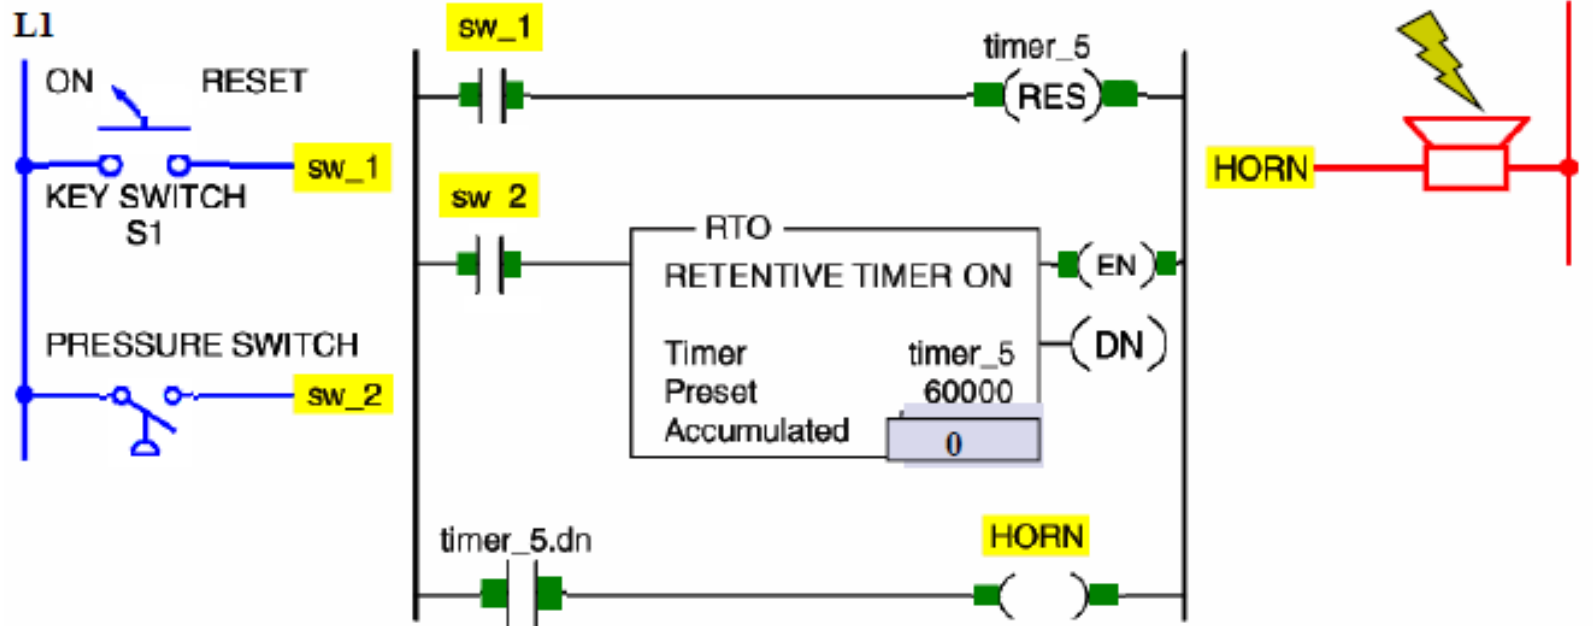 L1
ON RESET
sw_1
KEY SWITCH
S1
PRESSURE SWITCH
sw_2
sw_1
timer_5
RES
sw 2
RTO
RETENTIVE TIMER ON
EN
Timer timer_5
DN
Preset 60000
Accumulated 0
timer_5.dn
HORN
HORN